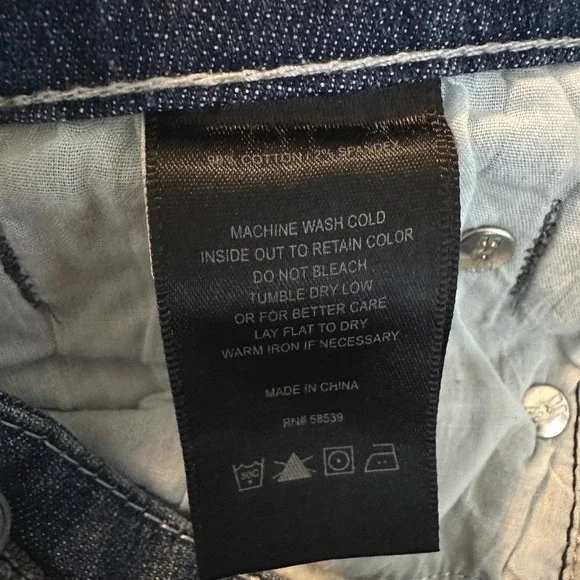 98% COTTON / 2% SPANDEX
MACHINE WASH COLD
INSIDE OUT TO RETAIN COLOR
DO NOT BLEACH
TUMBLE DRY LOW
OR FOR BETTER CARE
LAY FLAT TO DRY
WARM IRON IF NECESSARY
MADE IN CHINA
RN# 58539